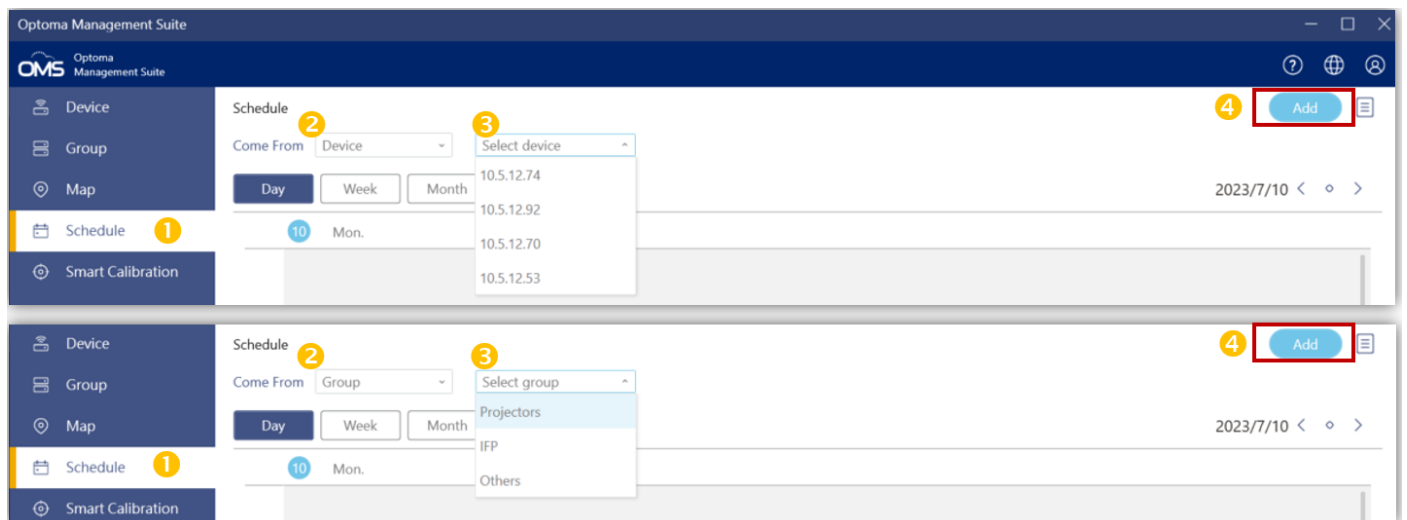 Optoma Management Suite
OMS Optoma Management Suite
Device
Schedule
4
Add
2
3
Group
Come From
Device
Select device
Map
Day
Week
Month
10.5.12.74
2023/7/10
10.5.12.92
Schedule
1
10
Mon.
10.5.12.70
Smart Calibration
10.5.12.53
Device
Schedule
4
Add
2
3
Group
Come From
Group
Select group
Map
Day
Week
Month
Projectors
2023/7/10
IFP
Schedule
1
10
Mon.
Others
Smart Calibration